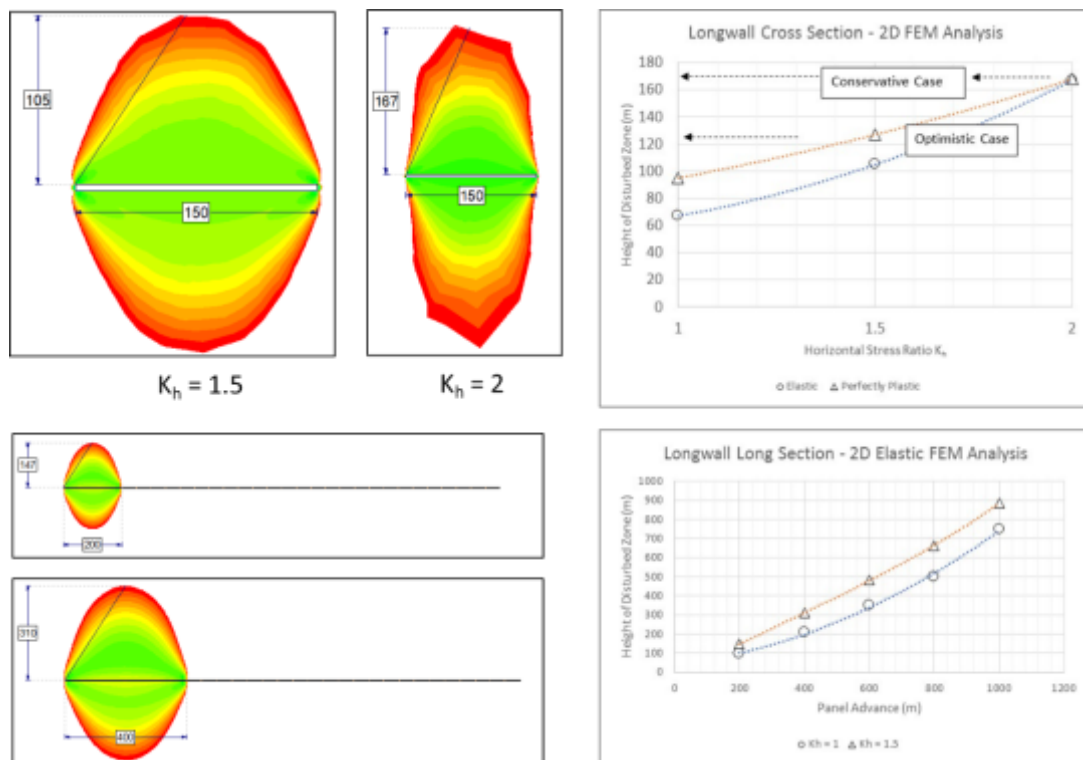 105
150
K_h = 1.5
167
150
K_h = 2
Longwall Cross Section - 2D FEM Analysis
Height of Disturbed Zone (m)
180
160
140
120
100
80
60
40
20
0
Conservative Case
Optimistic Case
1 1.5 2
Horizontal Stress Ratio K_h
Elastic Perfectly Plastic
147
200
310
400
Longwall Long Section - 2D Elastic FEM Analysis
Height of Disturbed Zone (m)
1000
900
800
700
600
500
400
300
200
100
0 200 400 600 800 1000 1200
Panel Advance (m)
Kh = 1 Kh = 1.5